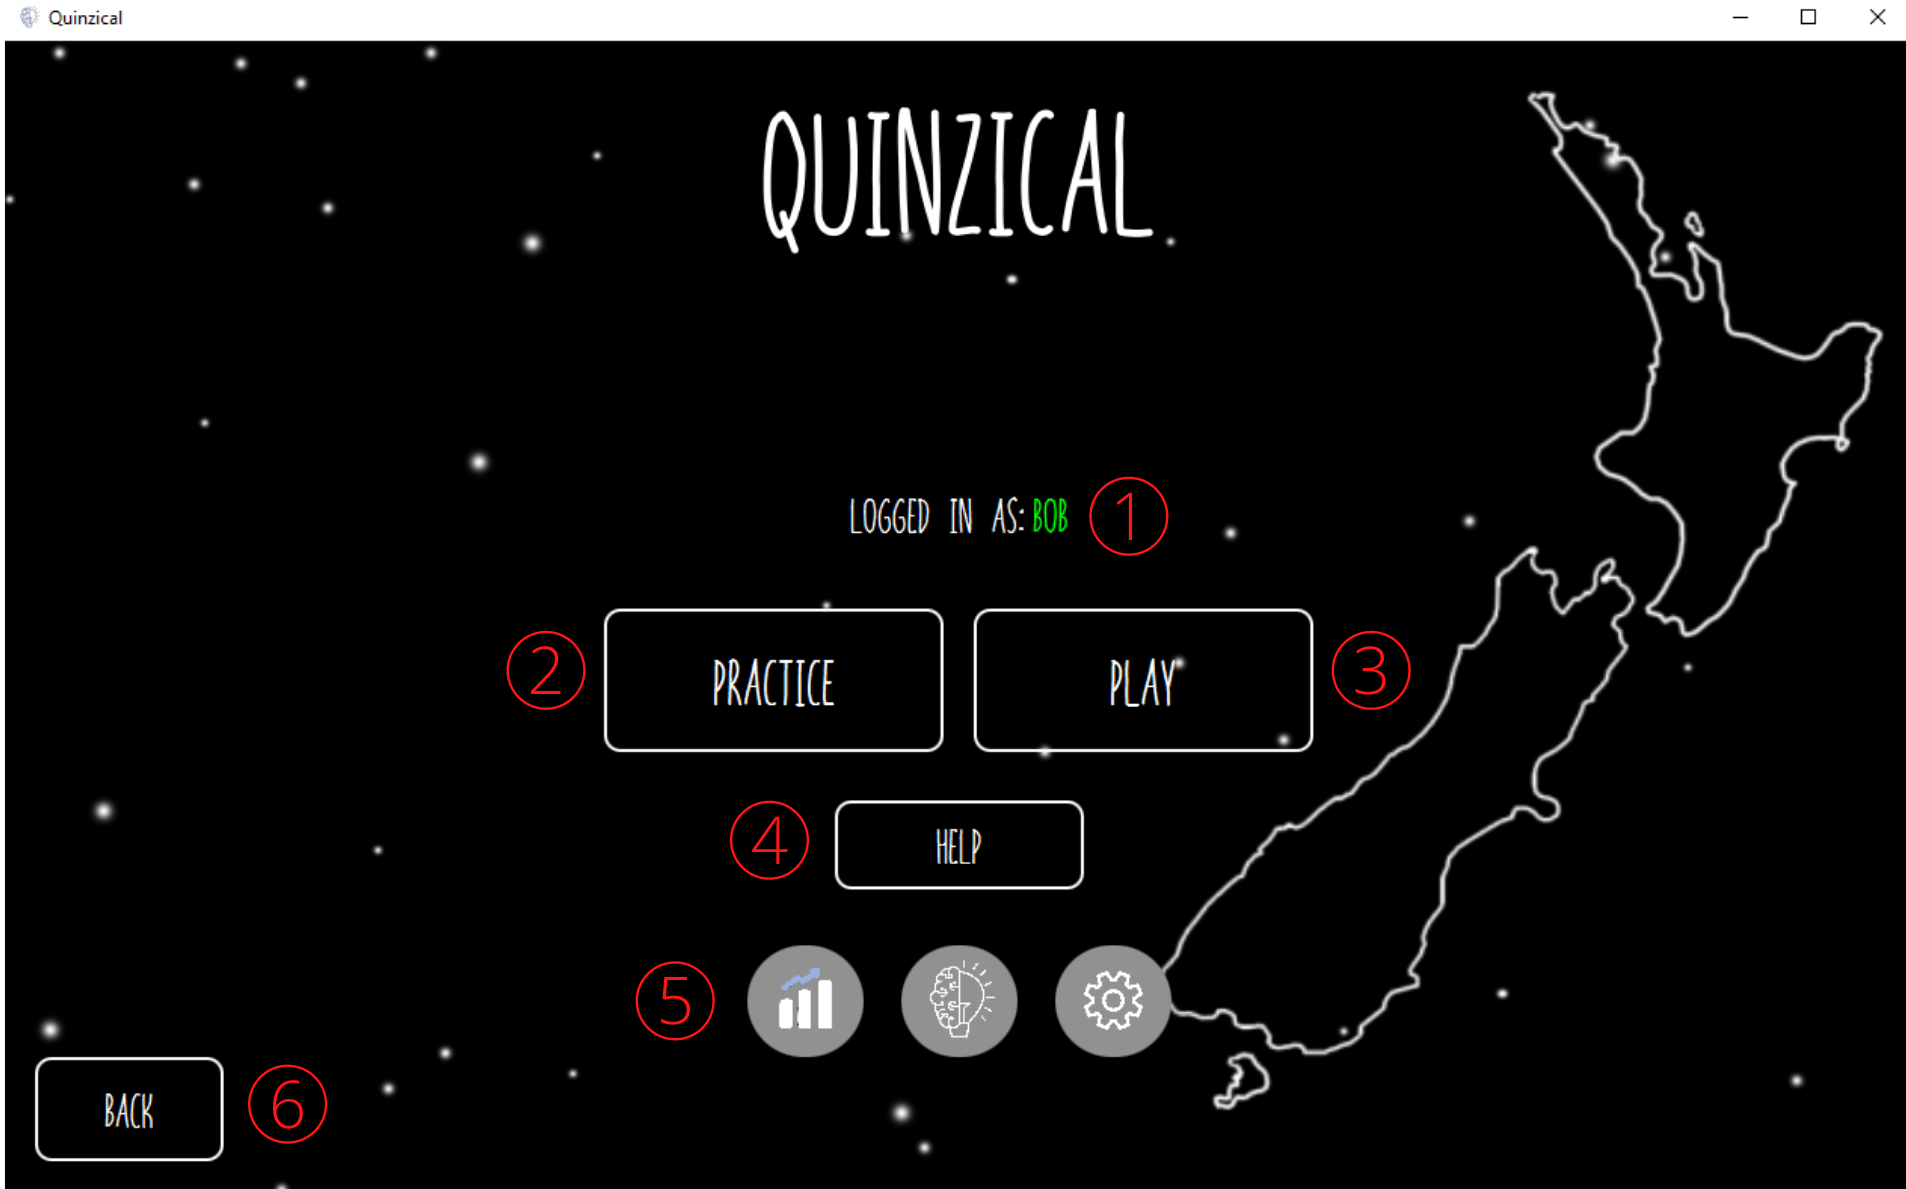 Quinzical
QUINZICAL
LOGGED IN AS: BOB 1
2 PRACTICE PLAY 3
4 HELP
5
BACK 6